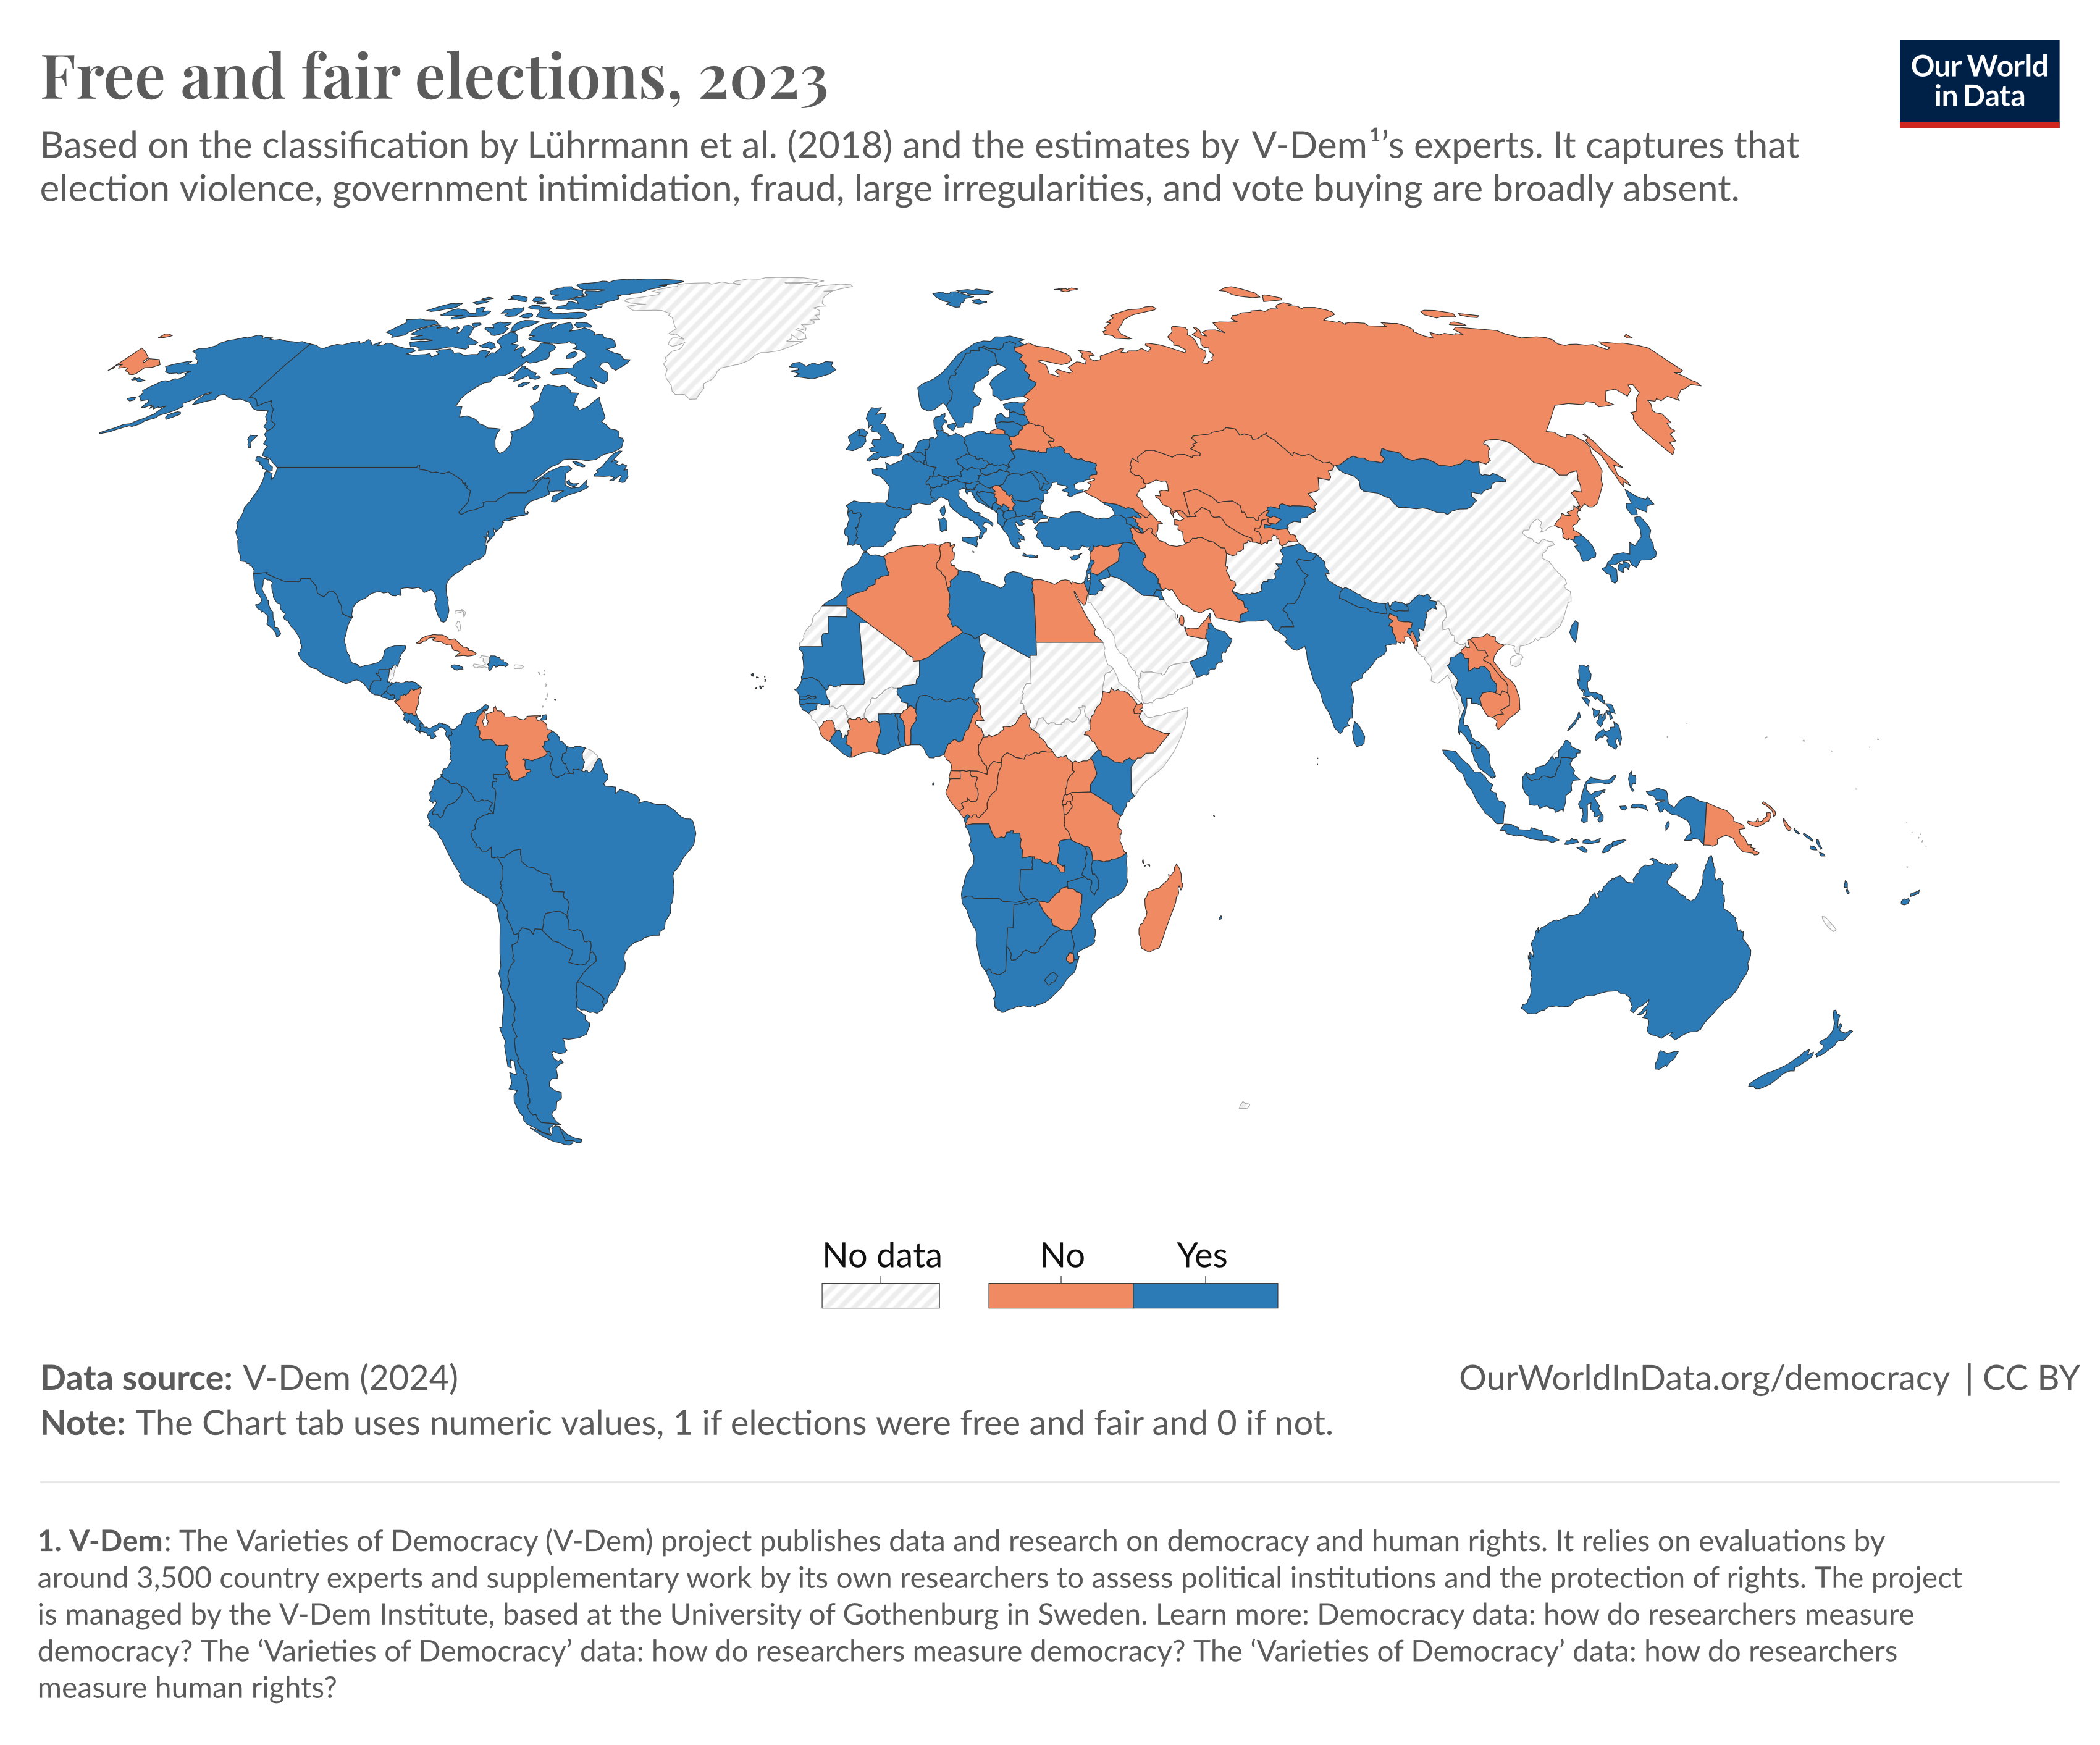 Free and fair elections, 2023
Our World
in Data
Based on the classification by Lührmann et al. (2018) and the estimates by V-Dem¹’s experts. It captures that
election violence, government intimidation, fraud, large irregularities, and vote buying are broadly absent.
No data
No
Yes
Data source: V-Dem (2024)
OurWorldInData.org/democracy | CC BY
Note: The Chart tab uses numeric values, 1 if elections were free and fair and 0 if not.
1. V-Dem: The Varieties of Democracy (V-Dem) project publishes data and research on democracy and human rights. It relies on evaluations by
around 3,500 country experts and supplementary work by its own researchers to assess political institutions and the protection of rights. The project
is managed by the V-Dem Institute, based at the University of Gothenburg in Sweden. Learn more: Democracy data: how do researchers measure
democracy? The ‘Varieties of Democracy’ data: how do researchers measure democracy? The ‘Varieties of Democracy’ data: how do researchers
measure human rights?